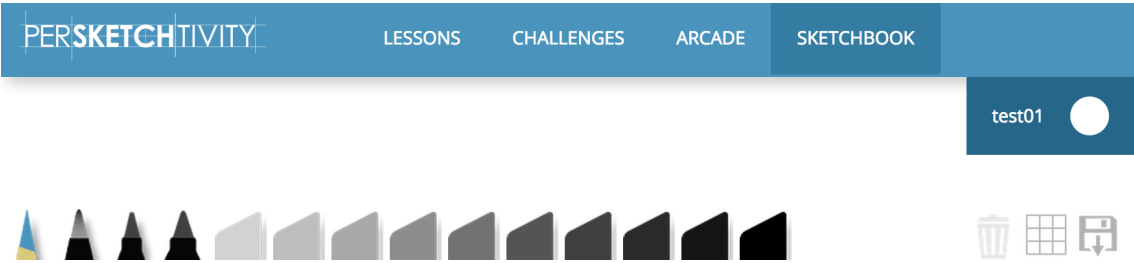 PERSKETCHTIVITY LESSONS CHALLENGES ARCADE SKETCHBOOK
test01